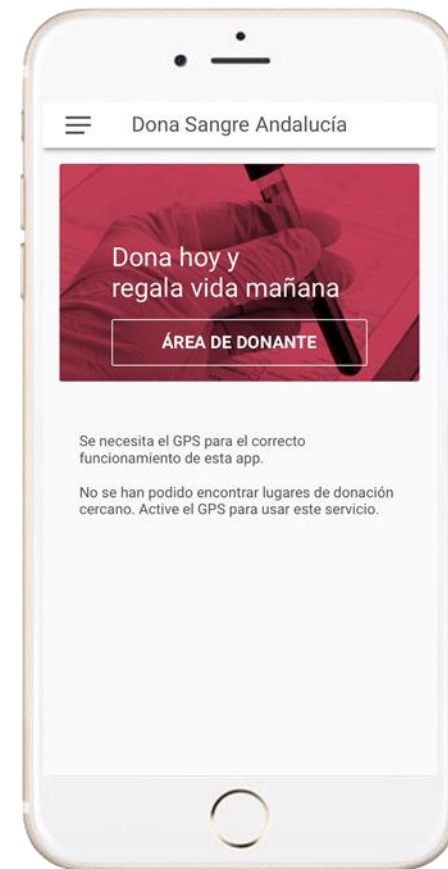 Dona Sangre Andalucía
Dona hoy y
regala vida mañana
ÁREA DE DONANTE
Se necesita el GPS para el correcto
funcionamiento de esta app.
No se han podido encontrar lugares de donación
cercano. Active el GPS para usar este servicio.